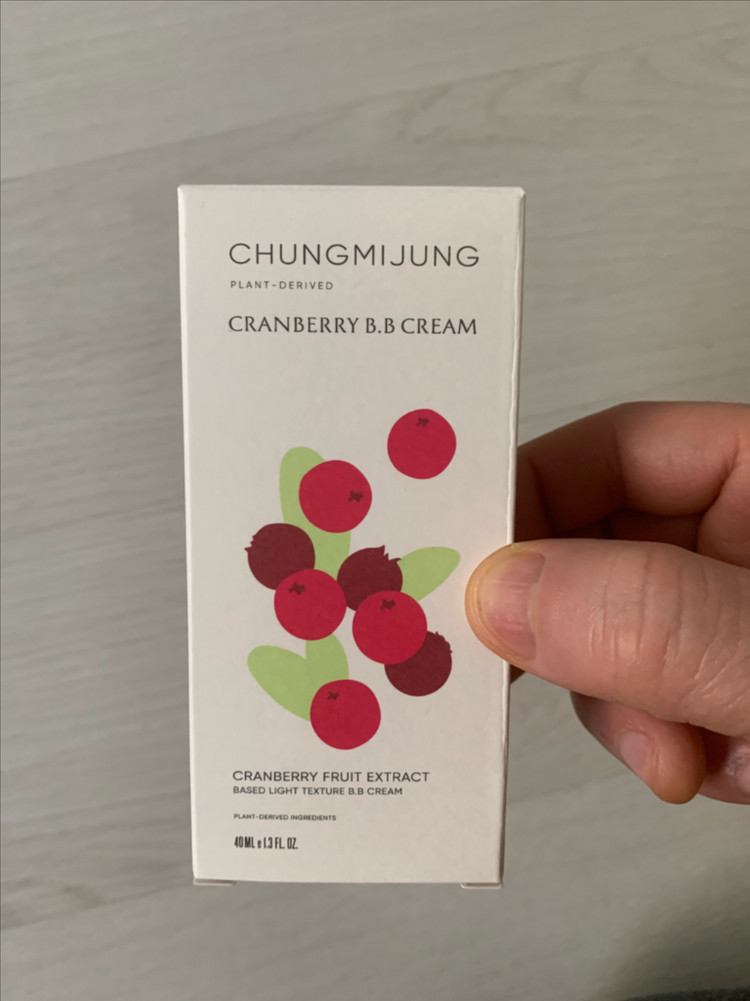 CHUNGMIJUNG
PLANT-DERIVED
CRANBERRY B.B CREAM
CRANBERRY FRUIT EXTRACT
BASED LIGHT TEXTURE B.B CREAM
PLANT-DERIVED INGREDIENTS
40 ML e 1.3 FL. OZ.